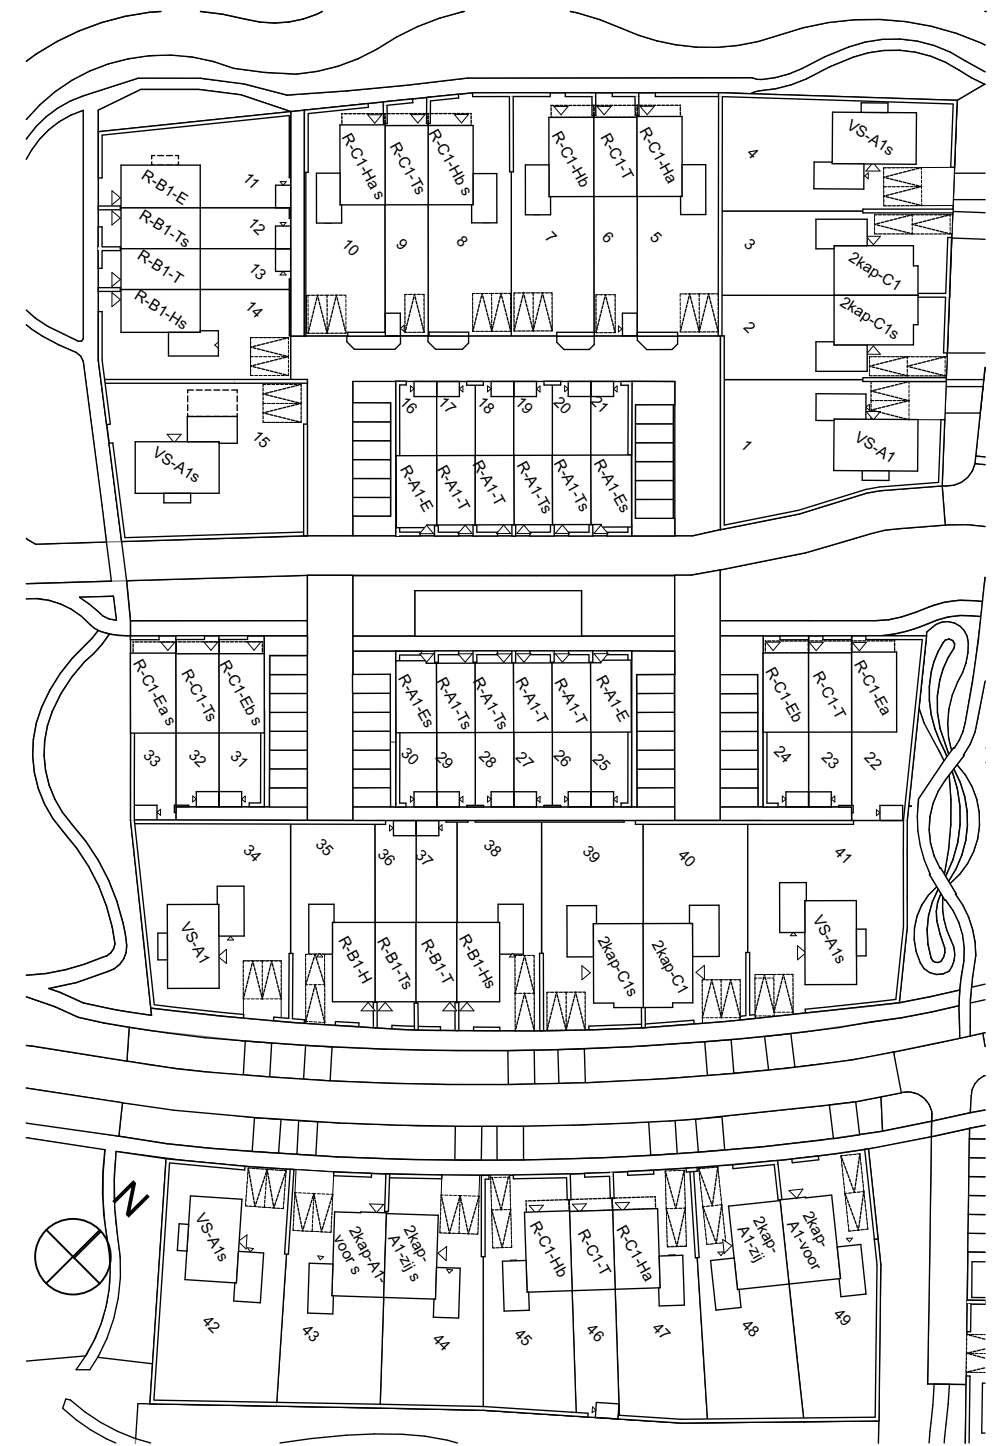 R-C1-Ha s
R-C1-Ts
R-C1-Hb s
R-C1-Hb
R-C1-T
R-C1-Ha
4
VS-A1s
R-B1-E
11
R-B1-Ts
12
R-B1-T
13
R-B1-Hs
14
10
9
8
7
6
5
3
2kap-C1
2
2kap-C1s
15
VS-A1s
16
17
18
19
20
21
1
VS-A1
R-A1-E
R-A1-T
R-A1-T
R-A1-Ts
R-A1-Ts
R-A1-Es
R-C1-Ea s
R-C1-Ts
R-C1-Eb s
R-A1-Es
R-A1-Ts
R-A1-Ts
R-A1-T
R-A1-T
R-A1-E
R-C1-Eb
R-C1-T
R-C1-Ea
33
32
31
30
29
28
27
26
25
24
23
22
34
35
36
37
38
39
40
41
VS-A1
R-B1-H
R-B1-Ts
R-B1-T
R-B1-Hs
2kap-C1s
2kap-C1
VS-A1s
N
VS-A1s
2kap-A1-
voor s
2kap-
A1-zij s
R-C1-Hb
R-C1-T
R-C1-Ha
2kap-
A1-zij
2kap-
A1-voor
42
43
44
45
46
47
48
49